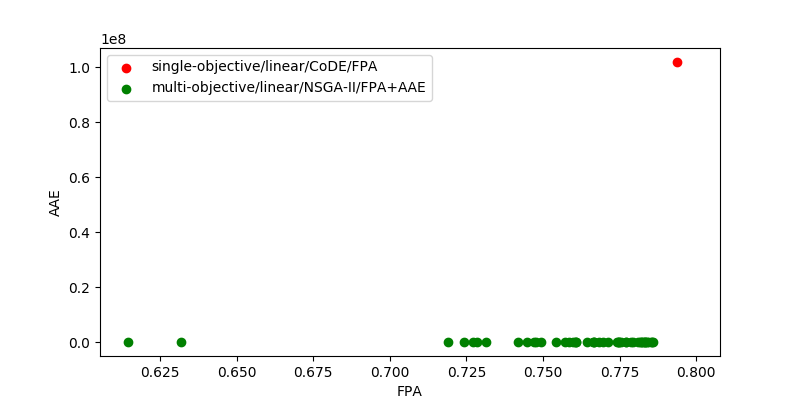 1e8
single-objective/linear/CoDE/FPA
multi-objective/linear/NSGA-II/FPA+AAE
AAE
1.0
0.8
0.6
0.4
0.2
0.0
0.625 0.650 0.675 0.700 0.725 0.750 0.775 0.800
FPA